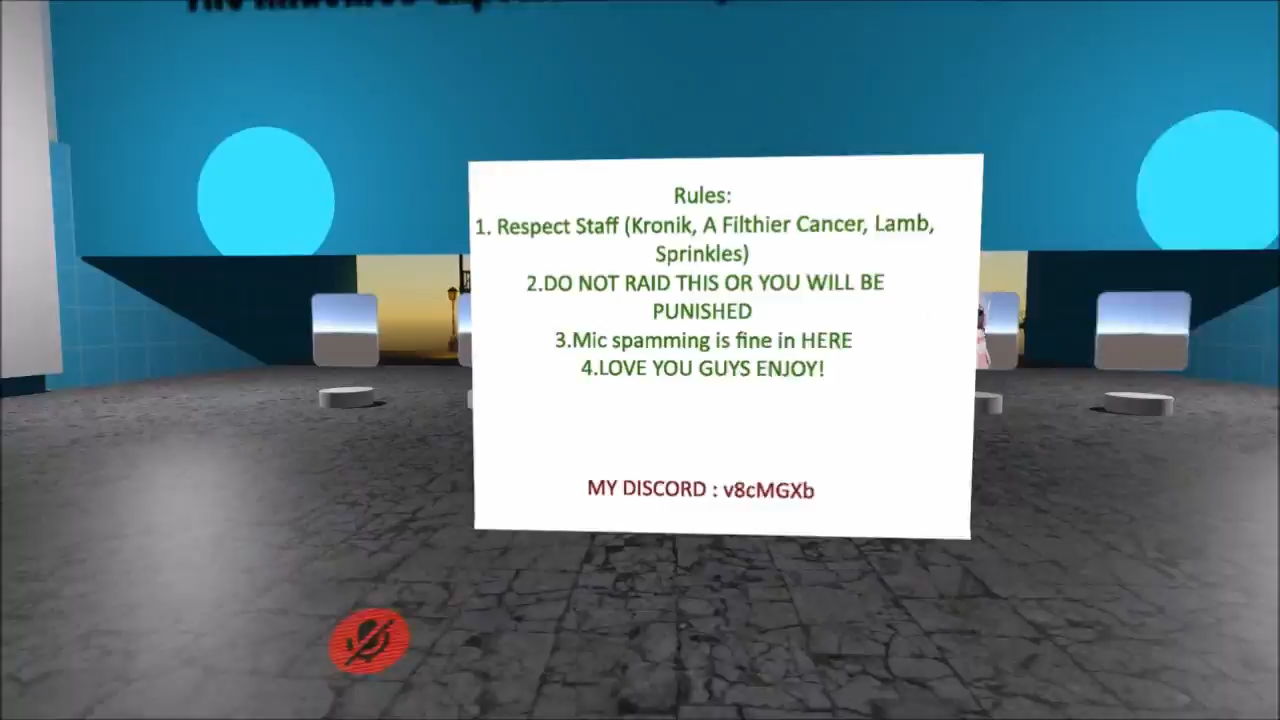 Rules:
1. Respect Staff (Kronik, A Filthier Cancer, Lamb,
Sprinkles)
2.DO NOT RAID THIS OR YOU WILL BE
PUNISHED
3.Mic spamming is fine in HERE
4.LOVE YOU GUYS ENJOY!
MY DISCORD : v8cMGXb